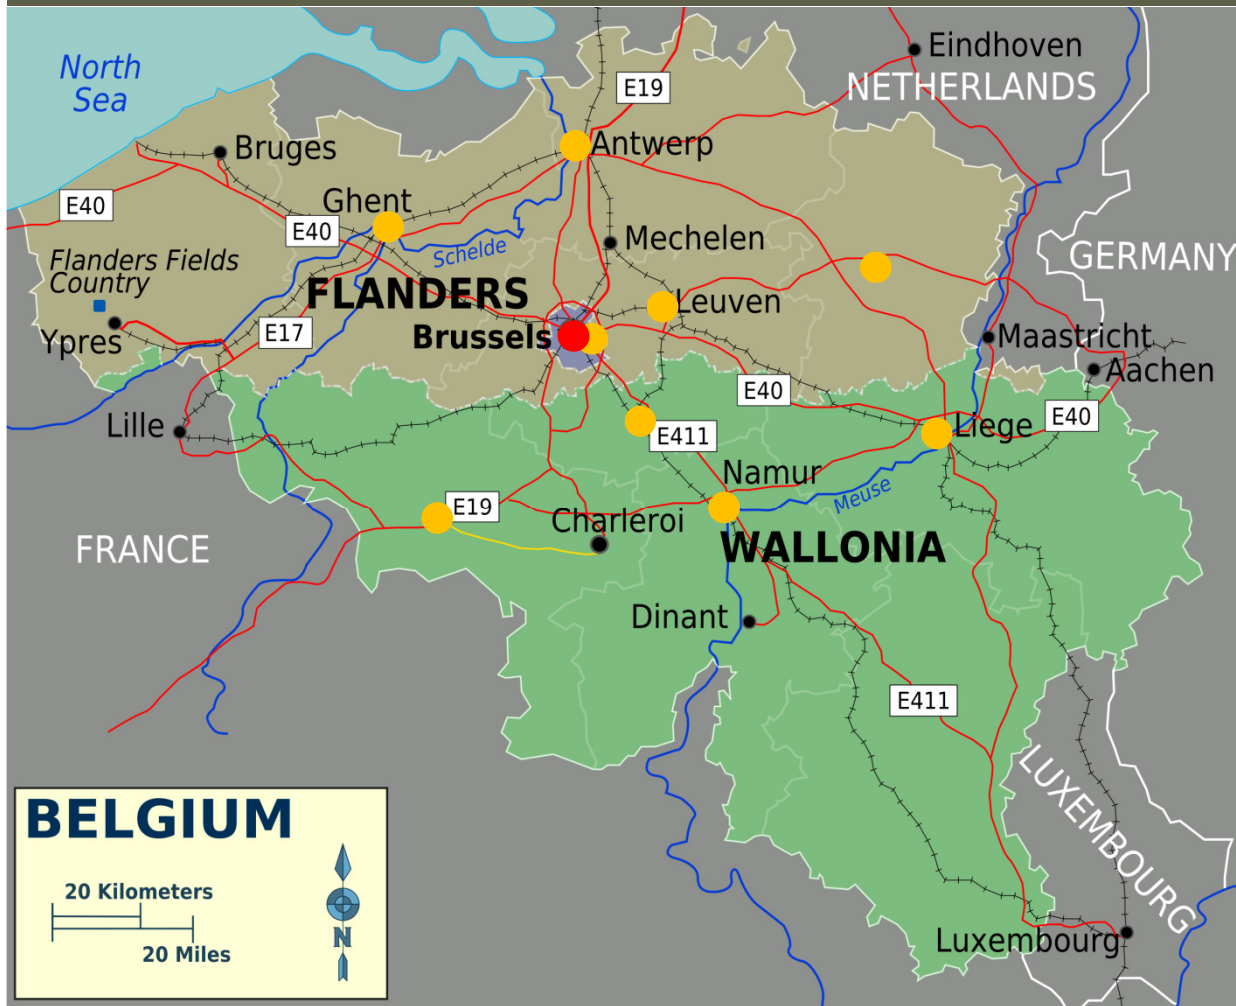 North
Sea
Eindhoven
NETHERLANDS
E19
Bruges
Antwerp
E40
Ghent
E40
Schelde
Mechelen
GERMANY
Flanders Fields
Country
FLANDERS
Leuven
Ypres
E17
Brussels
Maastricht
Aachen
E40
Lille
E411
Liege
E40
Namur
Meuse
E19
Charleroi
FRANCE
WALLONIA
Dinant
E411
LUXEMBOURG
BELGIUM
20 Kilometers
20 Miles
N
Luxembourg